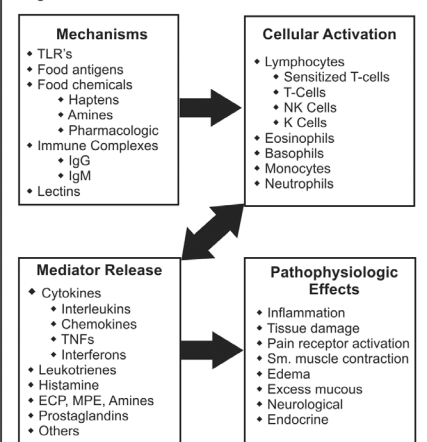 Mechanisms
◆ TLR's
◆ Food antigens
◆ Food chemicals
◆ Haptens
◆ Amines
◆ Pharmacologic
◆ Immune Complexes
◆ IgG
◆ IgM
◆ Lectins
Cellular Activation
◆ Lymphocytes
◆ Sensitized T-cells
◆ T-Cells
◆ NK Cells
◆ K Cells
◆ Eosinophils
◆ Basophils
◆ Monocytes
◆ Neutrophils
Mediator Release
◆ Cytokines
◆ Interleukins
◆ Chemokines
◆ TNFs
◆ Interferons
◆ Leukotrienes
◆ Histamine
◆ ECP, MPE, Amines
◆ Prostaglandins
◆ Others
Pathophysiologic
Effects
◆ Inflammation
◆ Tissue damage
◆ Pain receptor activation
◆ Sm. muscle contraction
◆ Edema
◆ Excess mucous
◆ Neurological
◆ Endocrine